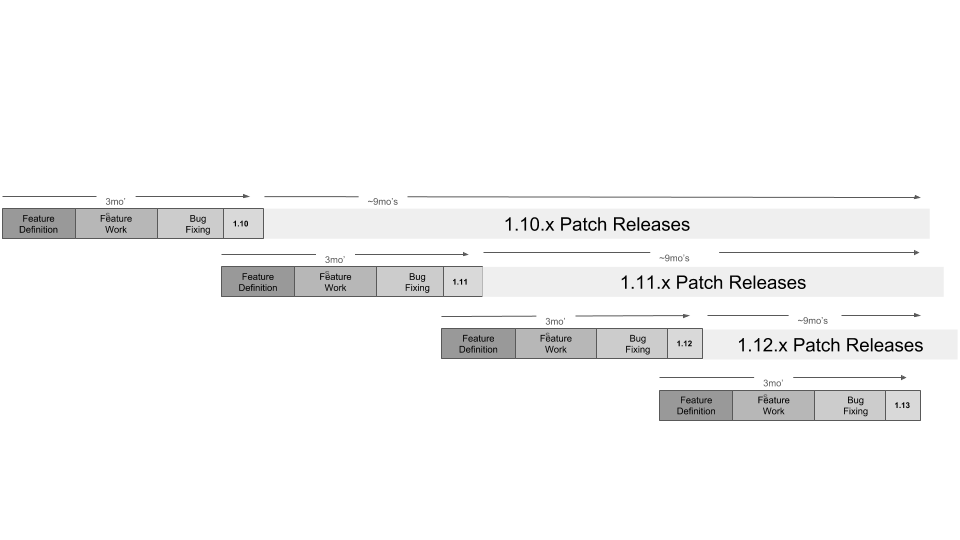 3mo's
~9mo's
Feature Definition
Feature Work
Bug Fixing
1.10
1.10.x Patch Releases
3mo's
~9mo's
Feature Definition
Feature Work
Bug Fixing
1.11
1.11.x Patch Releases
3mo's
~9mo's
Feature Definition
Feature Work
Bug Fixing
1.12
1.12.x Patch Releases
3mo's
Feature Definition
Feature Work
Bug Fixing
1.13